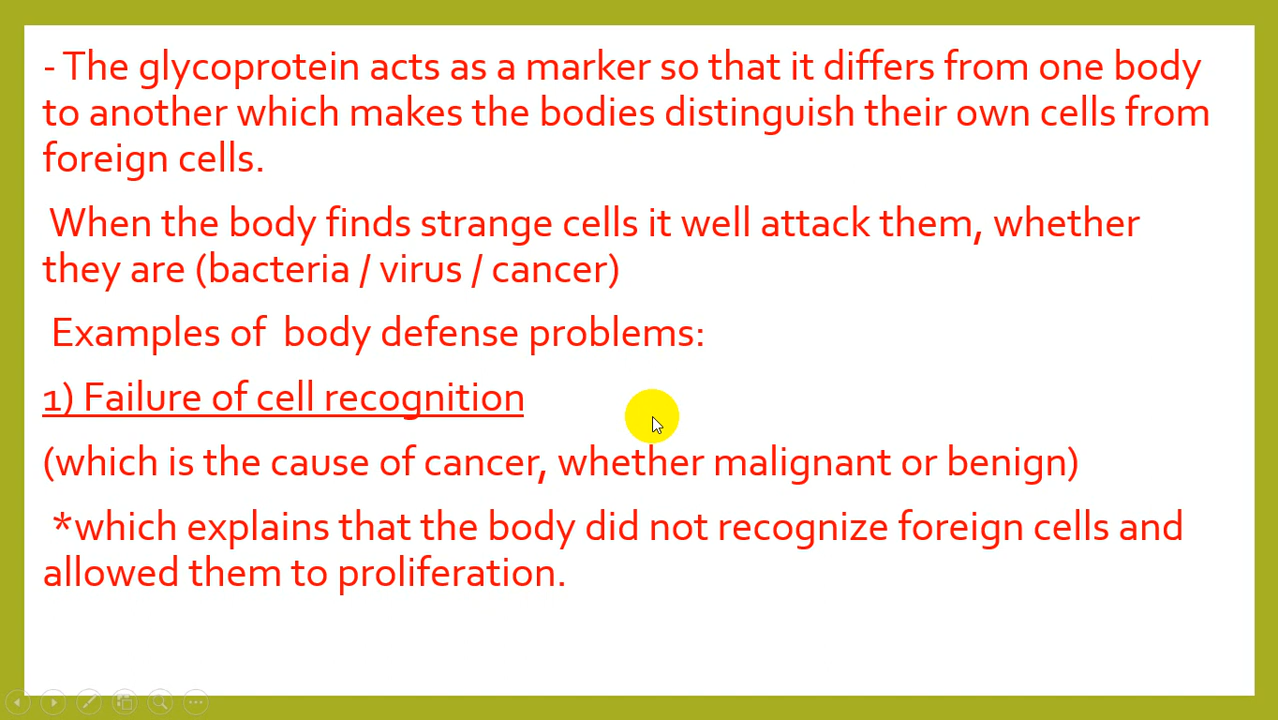 - The glycoprotein acts as a marker so that it differs from one body
to another which makes the bodies distinguish their own cells from
foreign cells.
When the body finds strange cells it well attack them, whether
they are (bacteria / virus / cancer)
Examples of  body defense problems:
1) Failure of cell recognition
(which is the cause of cancer, whether malignant or benign)
*which explains that the body did not recognize foreign cells and
allowed them to proliferation.